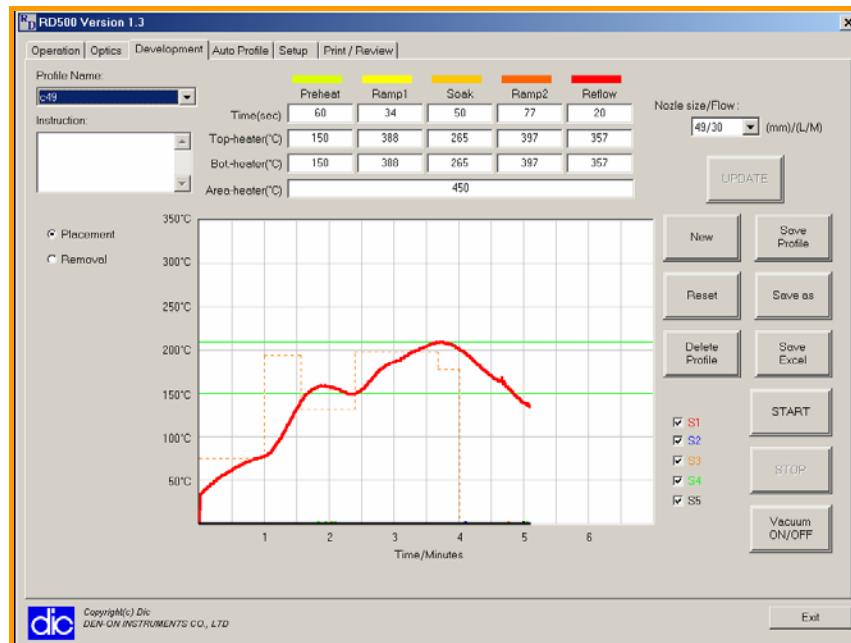 RD RD500 Version 1.3 x
Operation Optics Development Auto Profile Setup Print / Review
Profile Name:
c49
Instruction:
Preheat Ramp1 Soak Ramp2 Reflow
Time(sec) 60 34 50 77 20
Top-heater(°C) 150 388 265 397 357
Bot.-heater(°C) 150 388 265 397 357
Area-heater(°C) 450
Nozle size/Flow :
49/30 (mm)/(L/M)
UPDATE
Placement
Removal
350°C
300°C
250°C
200°C
150°C
100°C
50°C
1 2 3 4 5 6
Time/Minutes
New
Save Profile
Reset
Save as
Delete Profile
Save Excel
S1
S2
S3
S4
S5
START
STOP
Vacuum ON/OFF
dic
Copyright(c) Dic
DEN-ON INSTRUMENTS CO., LTD
Exit